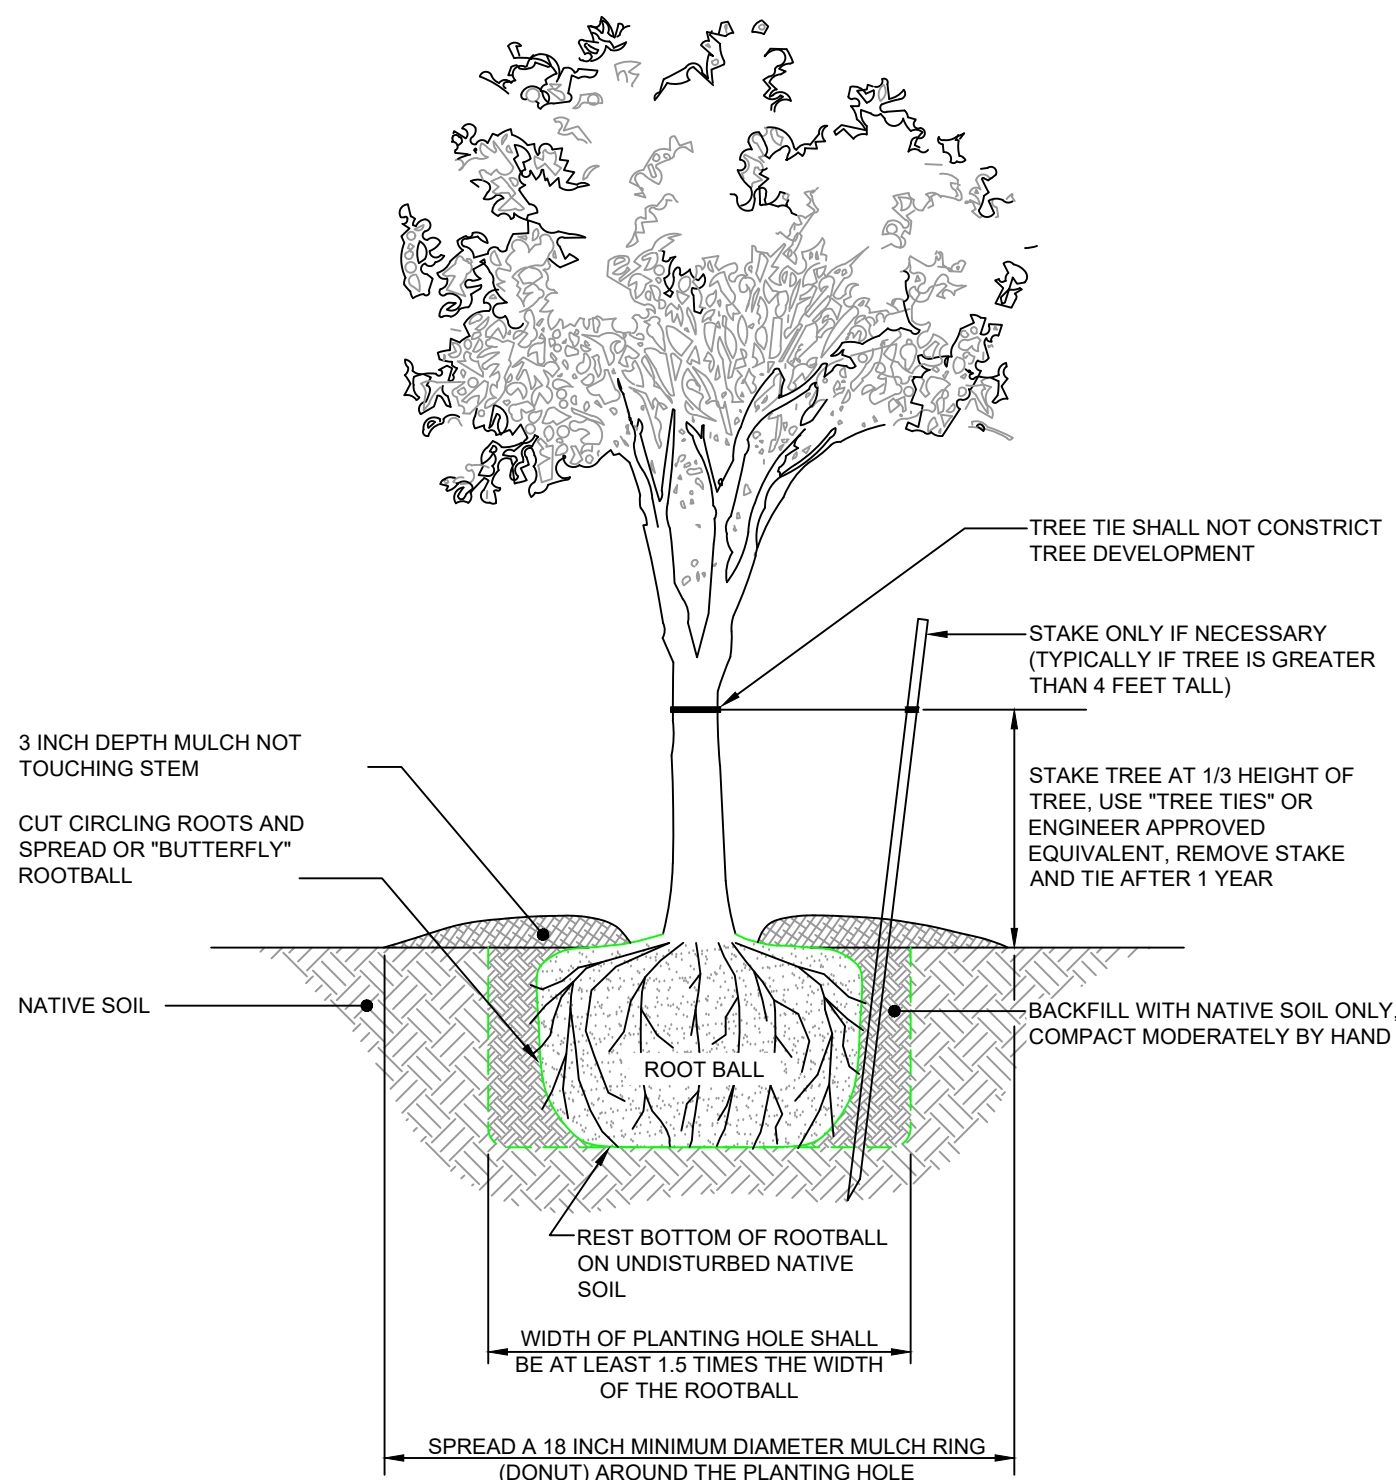 TREE TIE SHALL NOT CONSTRICT
TREE DEVELOPMENT
STAKE ONLY IF NECESSARY
(TYPICALLY IF TREE IS GREATER
THAN 4 FEET TALL)
3 INCH DEPTH MULCH NOT
TOUCHING STEM
STAKE TREE AT 1/3 HEIGHT OF
TREE, USE "TREE TIES" OR
ENGINEER APPROVED
EQUIVALENT, REMOVE STAKE
AND TIE AFTER 1 YEAR
CUT CIRCLING ROOTS AND
SPREAD OR "BUTTERFLY"
ROOTBALL
NATIVE SOIL
BACKFILL WITH NATIVE SOIL ONLY,
COMPACT MODERATELY BY HAND
ROOT BALL
REST BOTTOM OF ROOTBALL
ON UNDISTURBED NATIVE
SOIL
WIDTH OF PLANTING HOLE SHALL
BE AT LEAST 1.5 TIMES THE WIDTH
OF THE ROOTBALL
SPREAD A 18 INCH MINIMUM DIAMETER MULCH RING
(DONUT) AROUND THE PLANTING HOLE